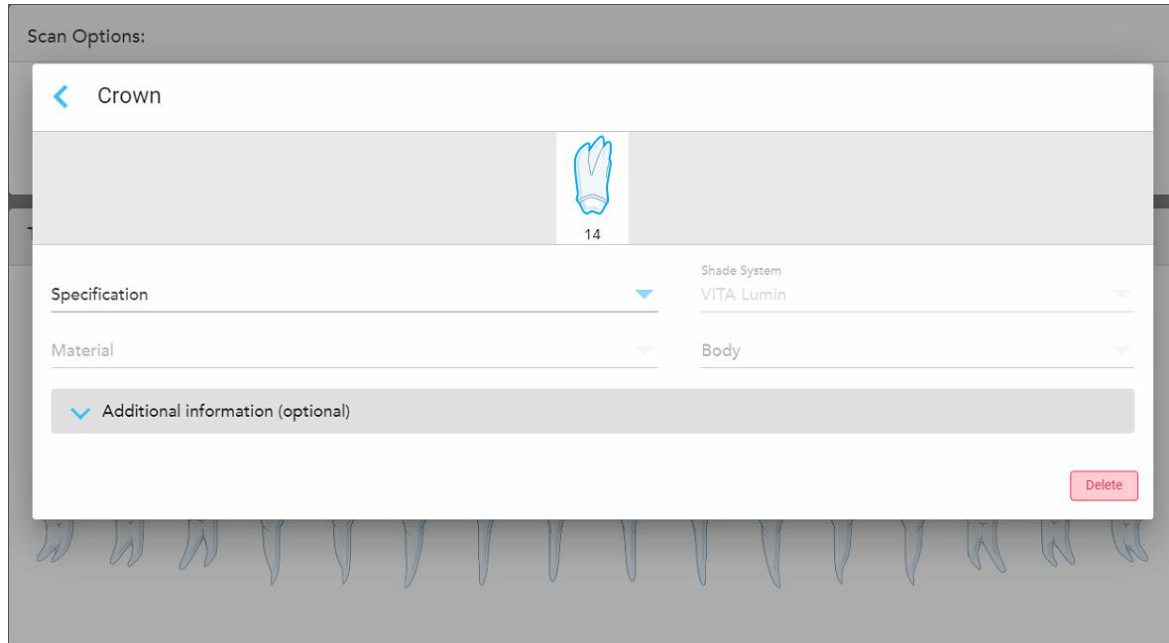 Scan Options:
Crown
14
Specification
Shade System
VITA Lumin
Material
Body
Additional information (optional)
Delete